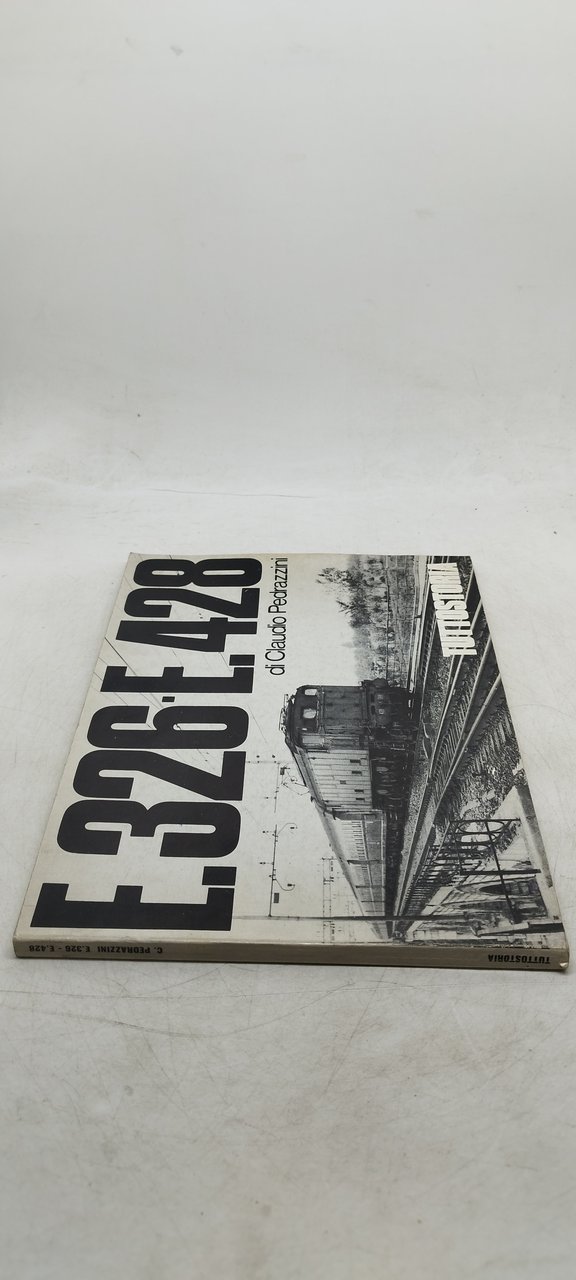 E.326-E.428
di Claudio Pedrazzini
TUTTOSTORIA
C. PEDRAZZINI E.326 - E.428
TUTTOSTORIA